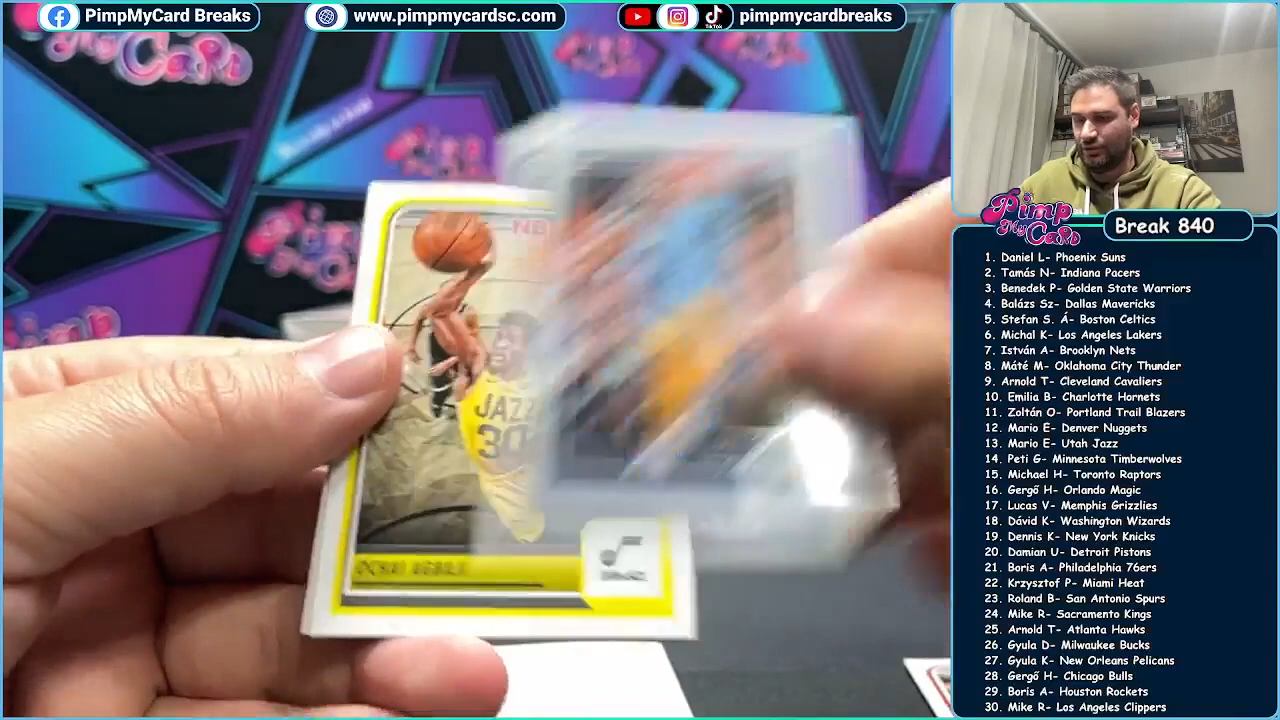 PimpMyCard Breaks
www.pimpmycardsc.com
TikTok
pimpmycardbreaks
Pimp
My
CaRd
Break 840
1. Daniel L- Phoenix Suns
2. Tamás N- Indiana Pacers
3. Benedek P- Golden State Warriors
4. Balázs Sz- Dallas Mavericks
5. Stefan S. Á- Boston Celtics
6. Michal K- Los Angeles Lakers
7. István A- Brooklyn Nets
8. Máté M- Oklahoma City Thunder
9. Arnold T- Cleveland Cavaliers
10. Emilia B- Charlotte Hornets
11. Zoltán O- Portland Trail Blazers
12. Mario E- Denver Nuggets
13. Mario E- Utah Jazz
14. Peti G- Minnesota Timberwolves
15. Michael H- Toronto Raptors
16. Gergő H- Orlando Magic
17. Lucas V- Memphis Grizzlies
18. Dávid K- Washington Wizards
19. Dennis K- New York Knicks
20. Damian U- Detroit Pistons
21. Boris A- Philadelphia 76ers
22. Krzysztof P- Miami Heat
23. Roland B- San Antonio Spurs
24. Mike R- Sacramento Kings
25. Arnold T- Atlanta Hawks
26. Gyula D- Milwaukee Bucks
27. Gyula K- New Orleans Pelicans
28. Gergő H- Chicago Bulls
29. Boris A- Houston Rockets
30. Mike R- Los Angeles Clippers
JAZZ
30
OCHAI AGBAJI